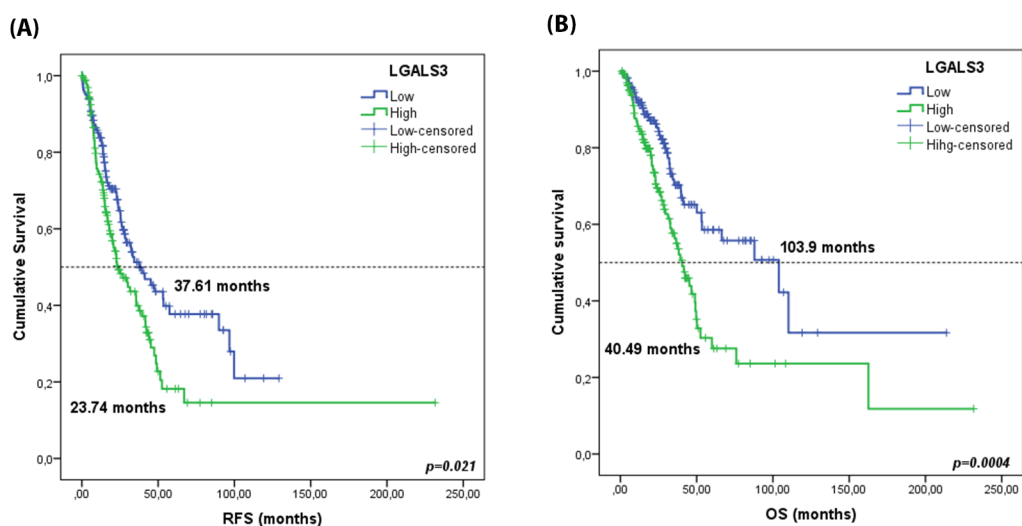 (A)
LGALS3
Low
High
Low-censored
High-censored
1,0
0,8
0,6
0,4
0,2
0,0
Cumulative Survival
37.61 months
23.74 months
p=0.021
,00
50,00
100,00
150,00
200,00
250,00
RFS (months)
(B)
LGALS3
Low
High
Low-censored
Hihg-censored
1,0
0,8
0,6
0,4
0,2
0,0
Cumulative survival
103.9 months
40.49 months
p=0.0004
,00
50,00
100,00
150,00
200,00
250,00
OS (months)